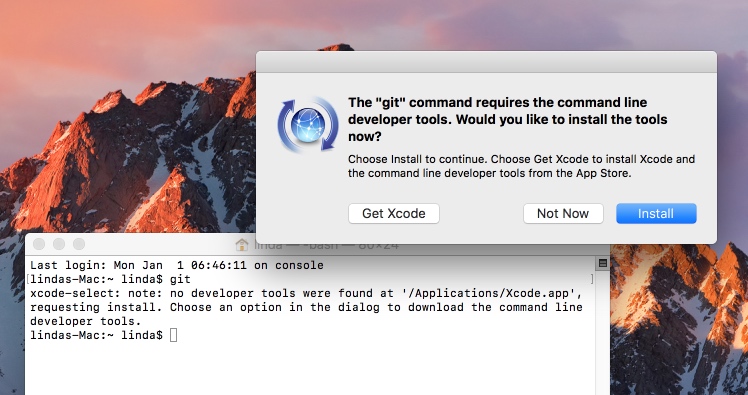 The "git" command requires the command line
developer tools. Would you like to install the tools
now?
Choose Install to continue. Choose Get Xcode to install Xcode and
the command line developer tools from the App Store.
Get Xcode
Not Now
Install
linda — -bash — 80×24
Last login: Mon Jan  1 06:46:11 on console
[lindas-Mac:~ linda$ git ]
xcode-select: note: no developer tools were found at '/Applications/Xcode.app',
requesting install. Choose an option in the dialog to download the command line
developer tools.
lindas-Mac:~ linda$